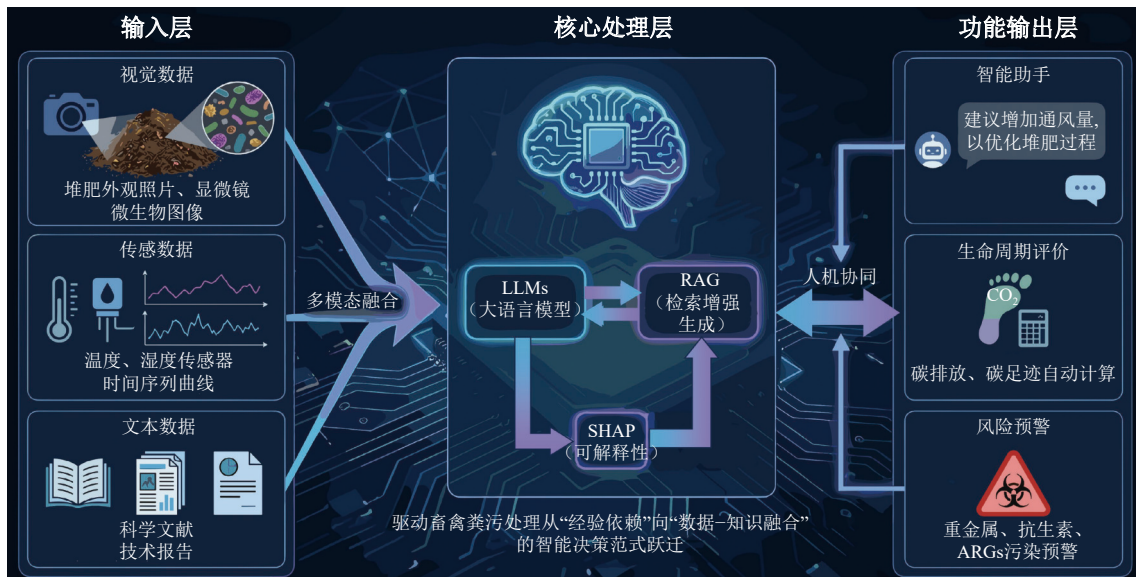 输入层
视觉数据
堆肥外观照片、显微镜
微生物图像
传感数据
温度、湿度传感器
时间序列曲线
文本数据
科学文献
技术报告
多模态融合
核心处理层
LLMs
（大语言模型）
RAG
（检索增强
生成）
SHAP
（可解释性）
驱动畜禽粪污处理从“经验依赖”向“数据−知识融合”
的智能决策范式跃迁
人机协同
功能输出层
智能助手
建议增加通风量,
以优化堆肥过程
生命周期评价
CO₂
碳排放、碳足迹自动计算
风险预警
重金属、抗生素、
ARGs污染预警